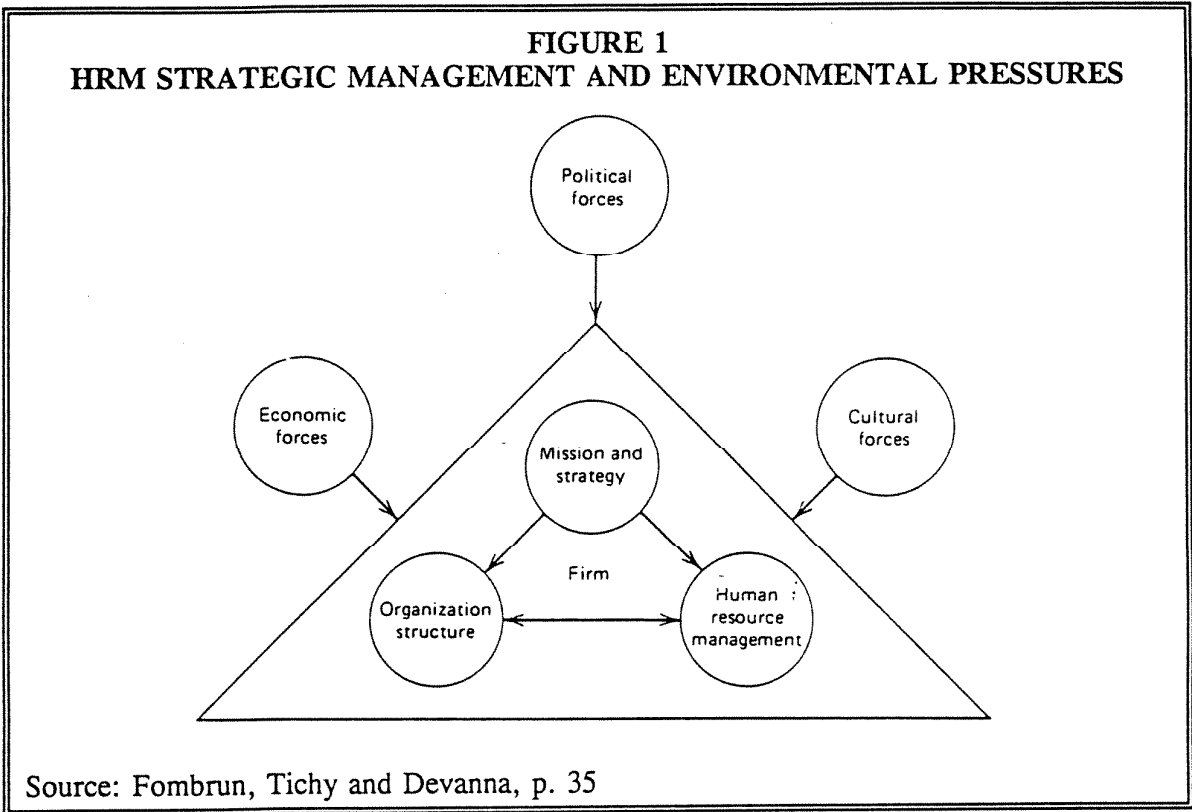 FIGURE 1
HRM STRATEGIC MANAGEMENT AND ENVIRONMENTAL PRESSURES
Political
forces
Economic
forces
Cultural
forces
Mission and
strategy
Firm
Organization
structure
Human
resource
management
Source: Fombrun, Tichy and Devanna, p. 35